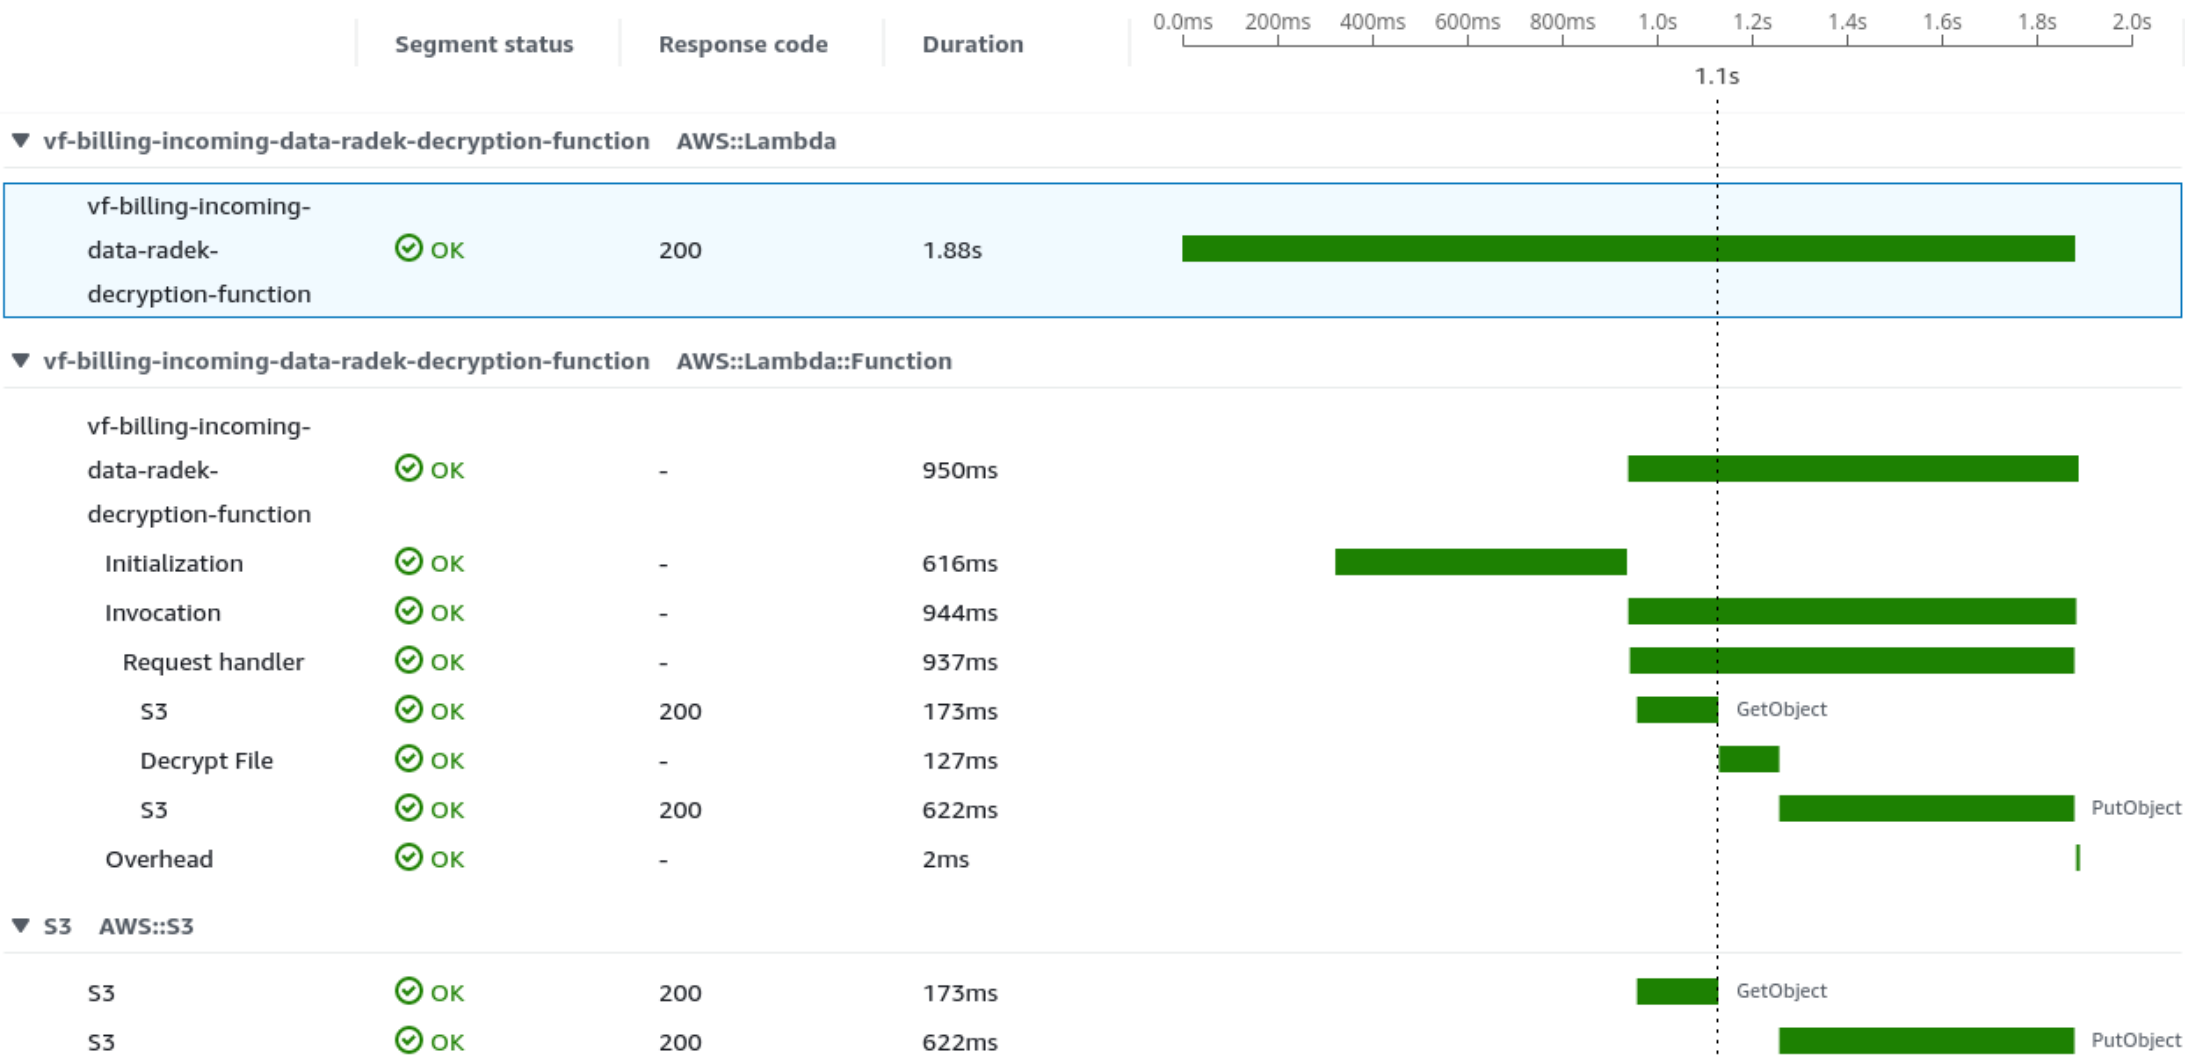 0.0ms 200ms 400ms 600ms 800ms 1.0s 1.2s 1.4s 1.6s 1.8s 2.0s
Segment status Response code Duration
1.1s
vf-billing-incoming-data-radek-decryption-function AWS::Lambda
vf-billing-incoming-
data-radek- OK 200 1.88s
decryption-function
vf-billing-incoming-data-radek-decryption-function AWS::Lambda::Function
vf-billing-incoming-
data-radek- OK - 950ms
decryption-function
Initialization OK - 616ms
Invocation OK - 944ms
Request handler OK - 937ms
S3 OK 200 173ms GetObject
Decrypt File OK - 127ms
S3 OK 200 622ms PutObject
Overhead OK - 2ms
S3 AWS::S3
S3 OK 200 173ms GetObject
S3 OK 200 622ms PutObject